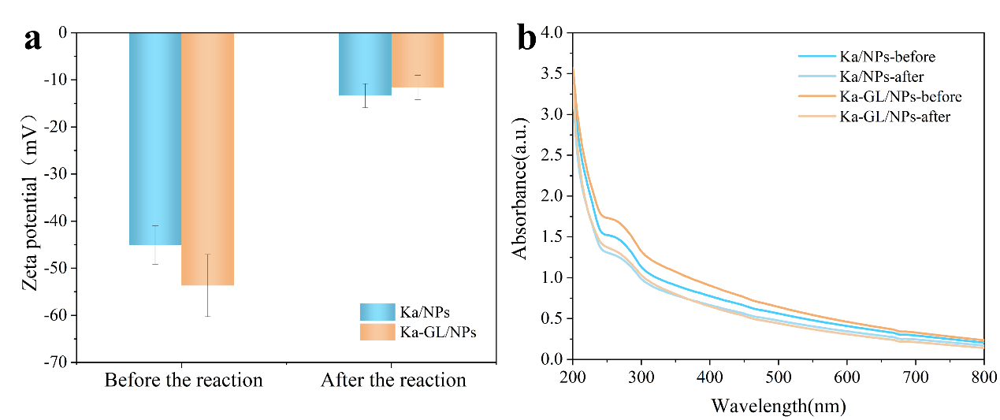 a
0
-10
-20
-30
-40
-50
-60
-70
Zeta potential（mV）
Before the reaction
After the reaction
Ka/NPs
Ka-GL/NPs
b
4.0
3.5
3.0
2.5
2.0
1.5
1.0
0.5
0.0
Absorbance(a.u.)
Ka/NPs-before
Ka/NPs-after
Ka-GL/NPs-before
Ka-GL/NPs-after
200 300 400 500 600 700 800
Wavelength(nm)